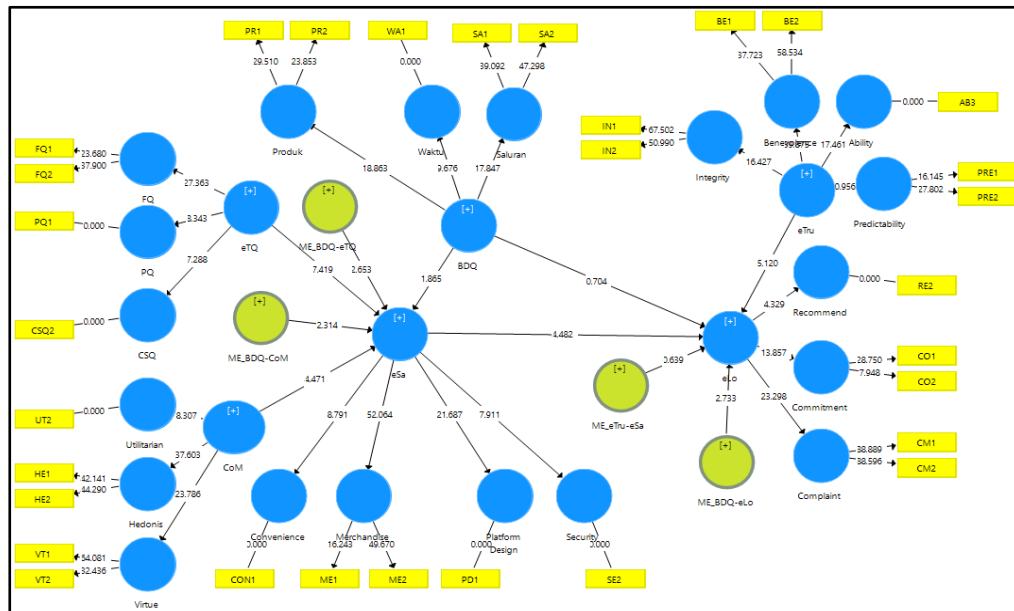 PR1
PR2
WA1
SA1
SA2
BE1
BE2
29.510
23.853
0.000
39.092
47.298
37.723
58.534
Produk
Waktu
Saluran
Benevolence
Ability
0.000
AB3
IN1
IN2
67.502
50.990
Integrity
16.427
17.461
[+]
eTru
0.956
Predictability
16.145
27.802
PRE1
PRE2
FQ1
FQ2
23.680
37.900
FQ
27.363
18.863
9.676
17.847
PQ1
0.000
PQ
3.343
[+]
eTQ
[+]
ME_BDQ-eTQ
[+]
BDQ
7.288
7.419
2.653
1.865
0.704
5.120
CSQ2
0.000
CSQ
[+]
ME_BDQ-CoM
2.314
[+]
eSa
4.482
[+]
eLo
4.329
Recommend
0.000
RE2
13.857
Commitment
28.750
7.948
CO1
CO2
0.639
[+]
ME_eTru-eSa
2.733
[+]
ME_BDQ-eLo
23.298
Complaint
38.889
38.596
CM1
CM2
UT2
0.000
Utilitarian
8.307
[+]
CoM
4.471
HE1
HE2
42.141
44.290
Hedonis
37.603
23.786
VT1
VT2
54.081
32.436
Virtue
8.791
52.064
21.687
7.911
Convenience
Merchandise
Platform
Design
Security
0.000
16.243
49.670
0.000
0.000
CON1
ME1
ME2
PD1
SE2